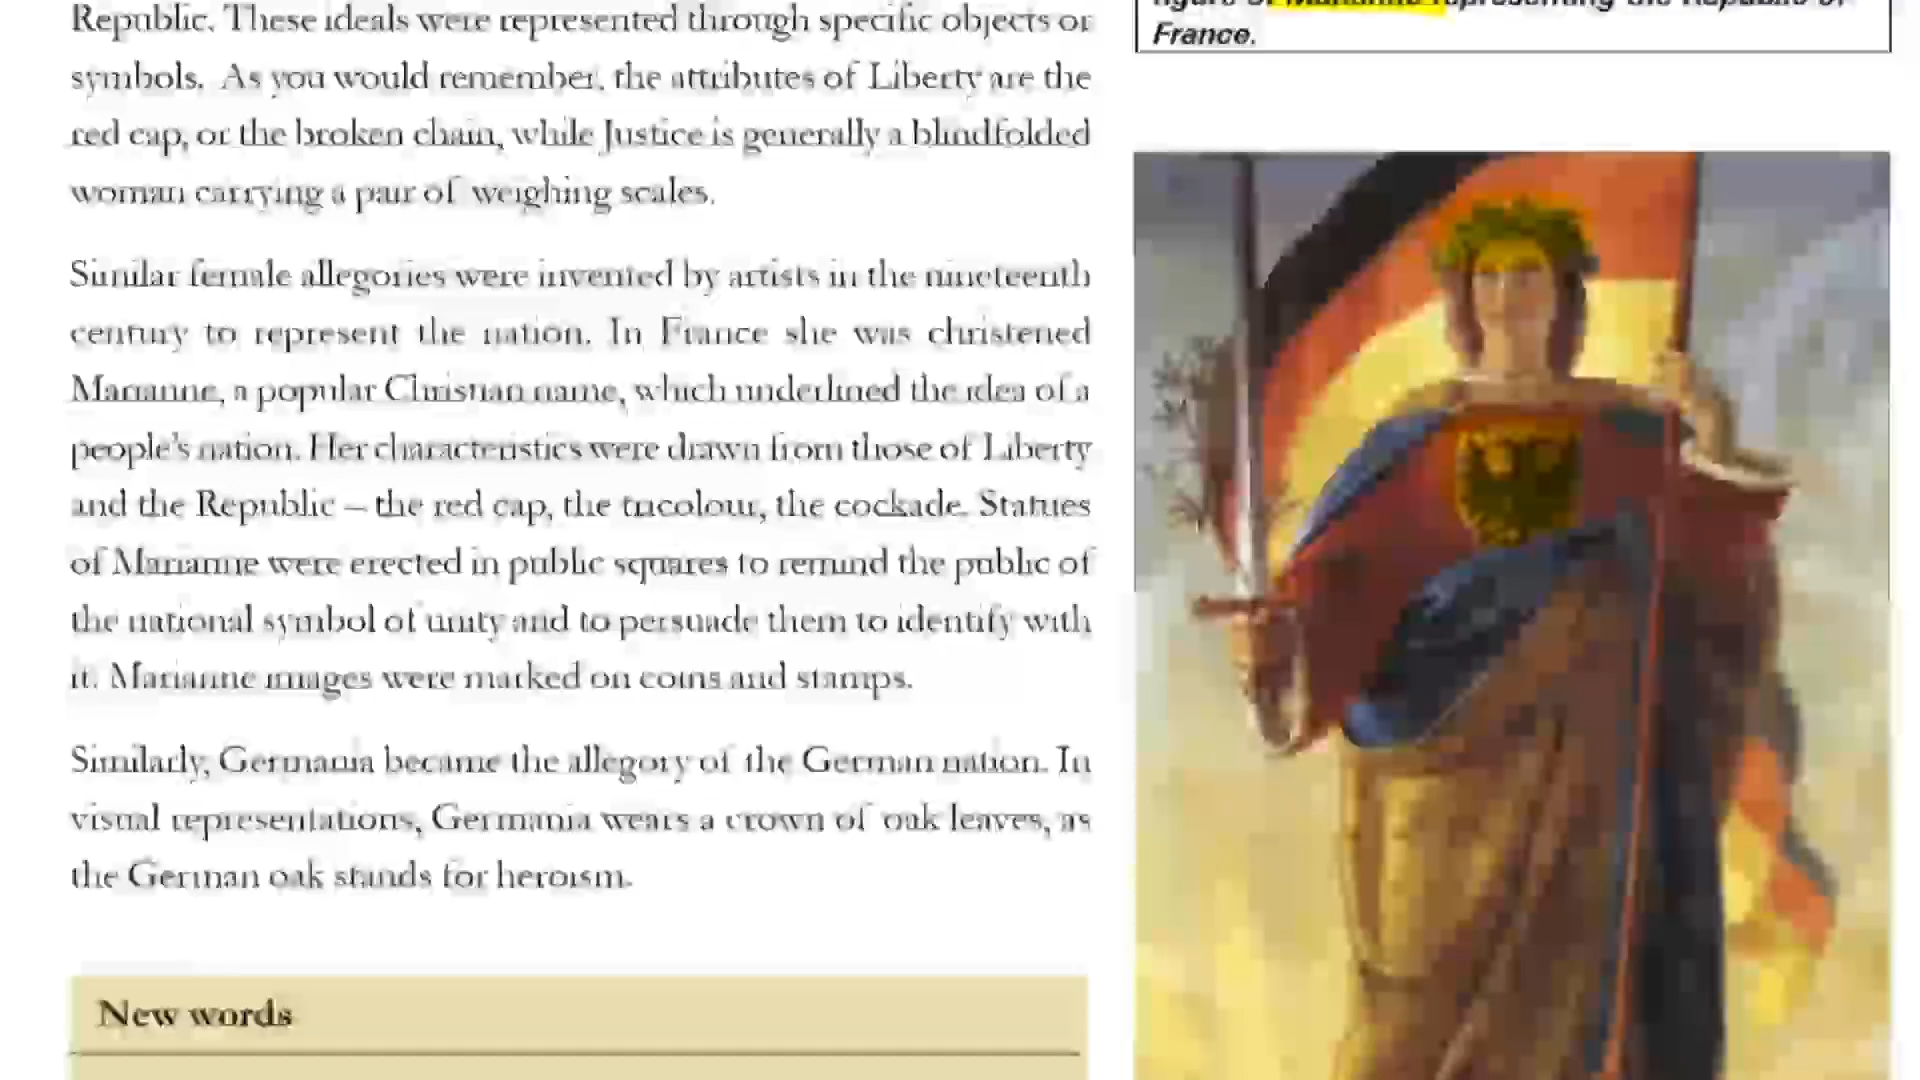 Republic. These ideals were represented through specific objects or
symbols. As you would remember, the attributes of Liberty are the
red cap, or the broken chain, while Justice is generally a blindfolded
woman carrying a pair of weighing scales.
Similar female allegories were invented by artists in the nineteenth
century to represent the nation. In France she was christened
Marianne, a popular Christian name, which underlined the idea of a
people's nation. Her characteristics were drawn from those of Liberty
and the Republic – the red cap, the tricolour, the cockade. Statues
of Marianne were erected in public squares to remind the public of
the national symbol of unity and to persuade them to identify with
it. Marianne images were marked on coins and stamps.
Similarly, Germania became the allegory of the German nation. In
visual representations, Germania wears a crown of oak leaves, as
the German oak stands for heroism.
New words
figure of Marianne representing the Republic of
France.